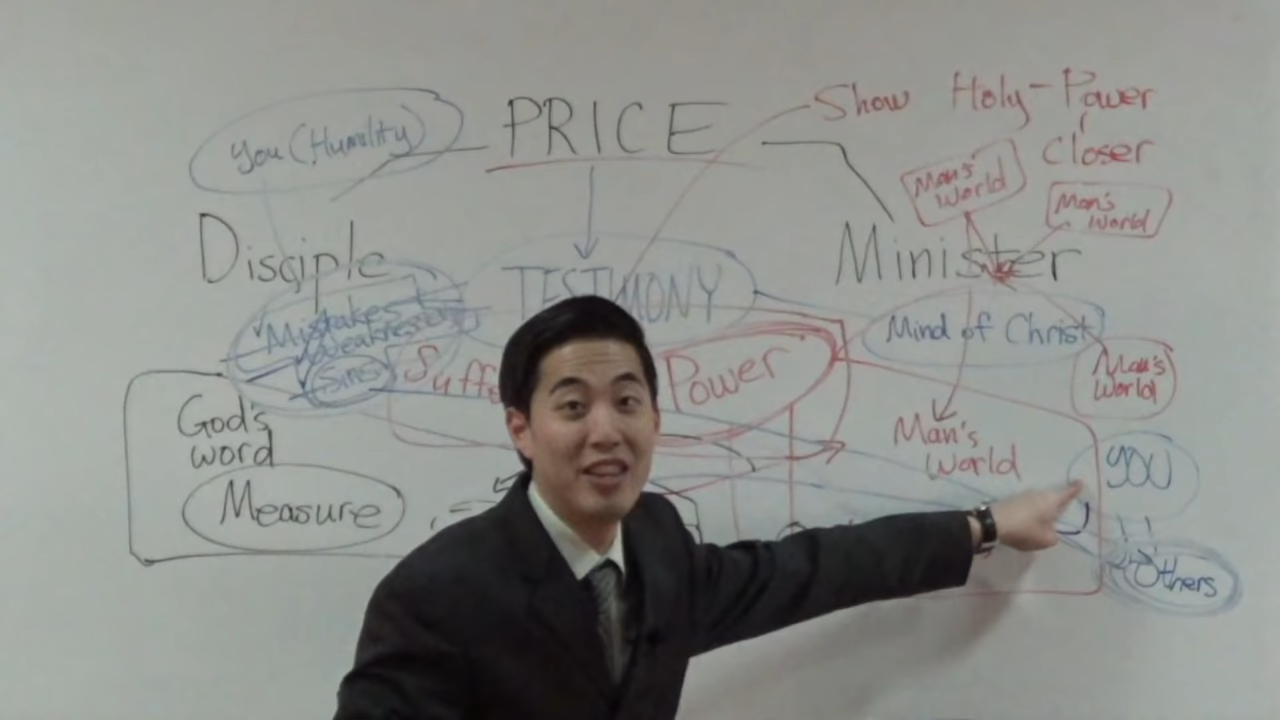 PRICE
You (Humility)
Show Holy-Power
Closer
Man's
World
Man's
World
Disciple
Minister
TESTIMONY
Mistakes
Weaknesses
Sins
Power
Mind of Christ
Man's
World
God's
word
Measure
Man's
World
YOU
Others